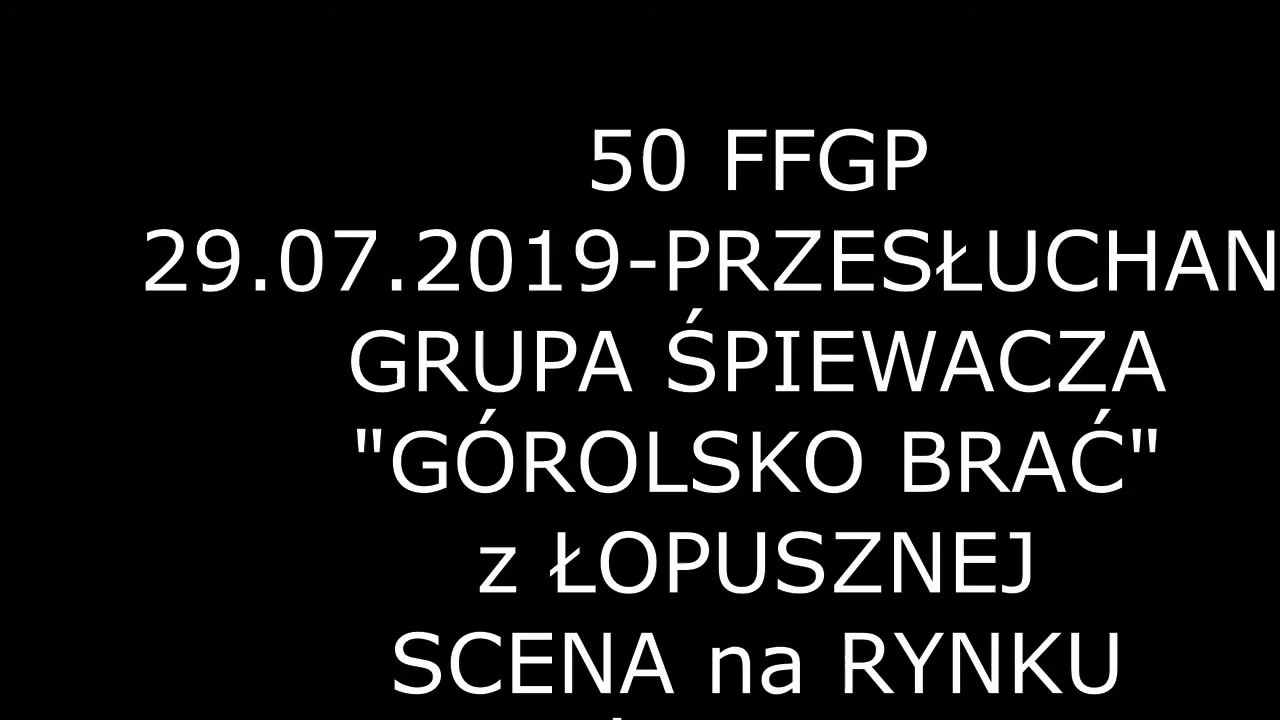 50 FFGP
29.07.2019-PRZESŁUCHAN
GRUPA ŚPIEWACZA
"GÓROLSKO BRAĆ"
z ŁOPUSZNEJ
SCENA na RYNKU